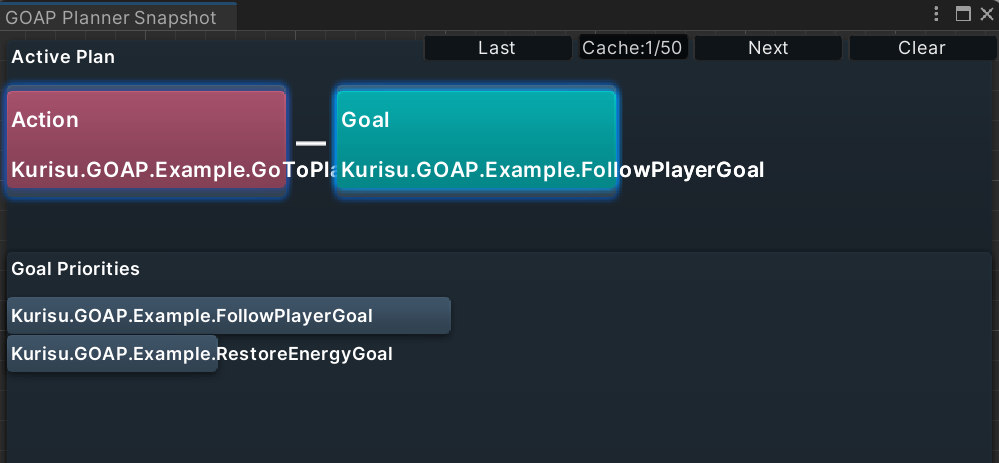 GOAP Planner Snapshot
Last
Cache:1/50
Next
Clear
Active Plan
Action
Kurisu.GOAP.Example.GoToPla
Goal
Kurisu.GOAP.Example.FollowPlayerGoal
Goal Priorities
Kurisu.GOAP.Example.FollowPlayerGoal
Kurisu.GOAP.Example.RestoreEnergyGoal